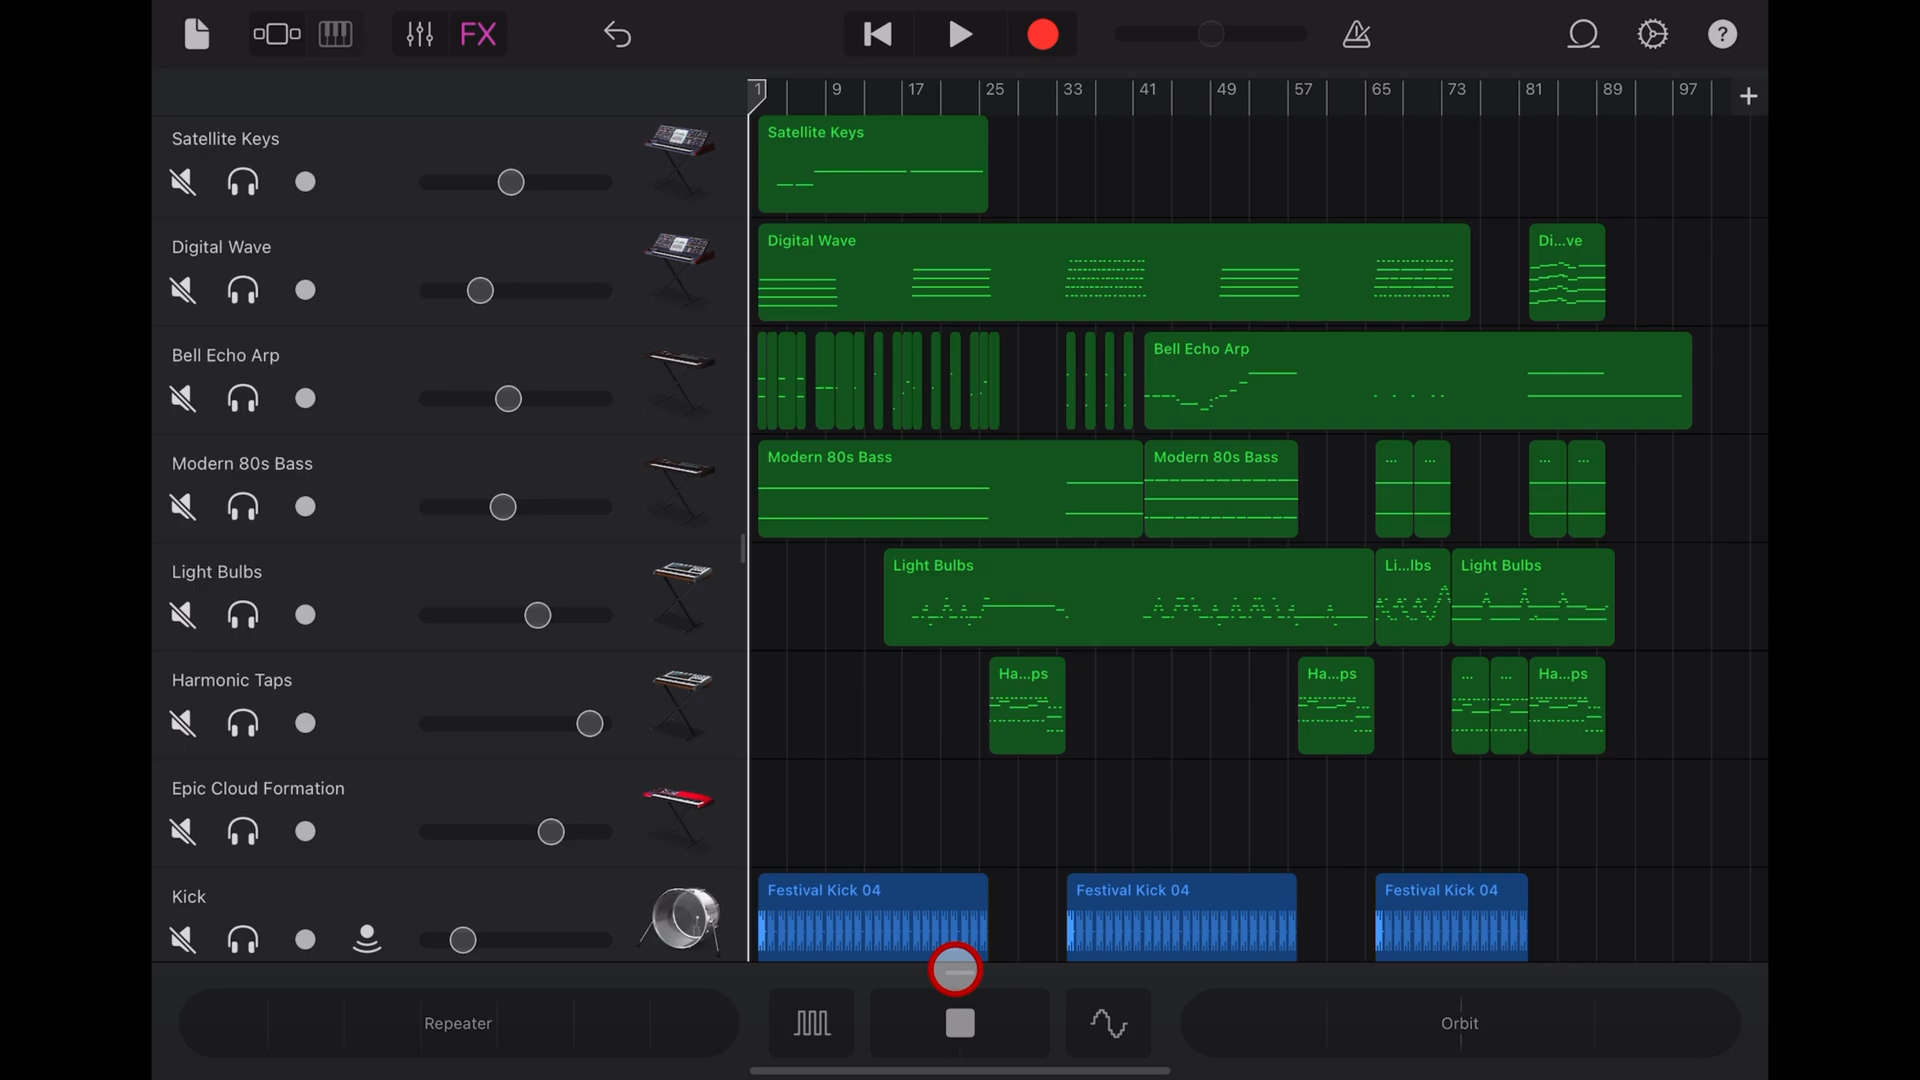 FX
?
1 9 17 25 33 41 49 57 65 73 81 89 97 +
Satellite Keys
Satellite Keys
Digital Wave
Digital Wave
Di...ve
Bell Echo Arp
Bell Echo Arp
Modern 80s Bass
Modern 80s Bass
Modern 80s Bass
...
...
...
...
Light Bulbs
Light Bulbs
Li...lbs
Light Bulbs
Harmonic Taps
Ha...ps
Ha...ps
...
...
Ha...ps
Epic Cloud Formation
Kick
Festival Kick 04
Festival Kick 04
Festival Kick 04
Repeater
Orbit